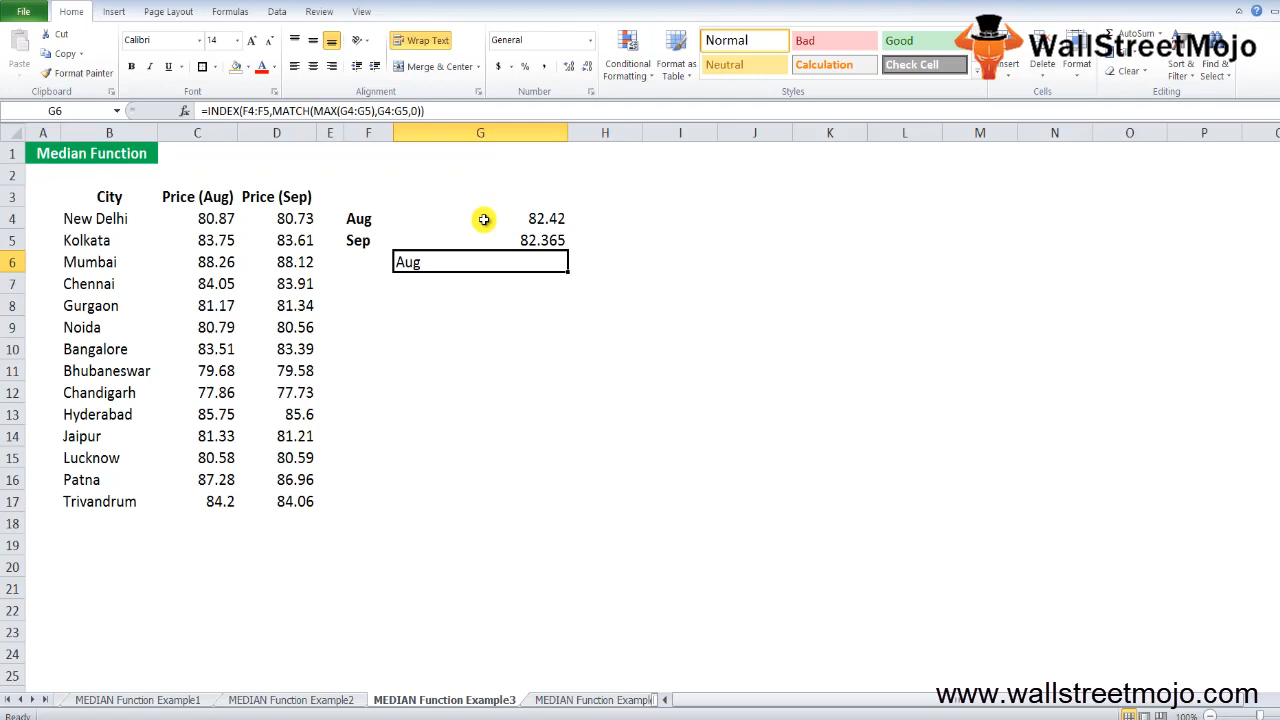 File Home Insert Page Layout Formulas Data Review View
WallStreetMojo
Cut
Copy
Format Painter
Paste
Clipboard
Calibri 14
B I U
Font
Wrap Text
Merge & Center
Alignment
General
$ % ,
Number
Conditional Formatting
Format as Table
Normal Bad Good
Neutral Calculation Check Cell
Styles
Insert Delete Format
Cells
AutoSum
Clear
Sort & Filter
Find & Select
Editing
G6 fx =INDEX(F4:F5,MATCH(MAX(G4:G5),G4:G5,0))
A B C D E F G H I J K L M N O P
1 Median Function
2
3 City Price (Aug) Price (Sep)
4 New Delhi 80.87 80.73 Aug 82.42
5 Kolkata 83.75 83.61 Sep 82.365
6 Mumbai 88.26 88.12 Aug
7 Chennai 84.05 83.91
8 Gurgaon 81.17 81.34
9 Noida 80.79 80.56
10 Bangalore 83.51 83.39
11 Bhubaneswar 79.68 79.58
12 Chandigarh 77.86 77.73
13 Hyderabad 85.75 85.6
14 Jaipur 81.33 81.21
15 Lucknow 80.58 80.59
16 Patna 87.28 86.96
17 Trivandrum 84.2 84.06
18
19
20
21
22
23
24
25
MEDIAN Function Example1 MEDIAN Function Example2 MEDIAN Function Example3 MEDIAN Function Exampl
www.wallstreetmojo.com
Ready 100%